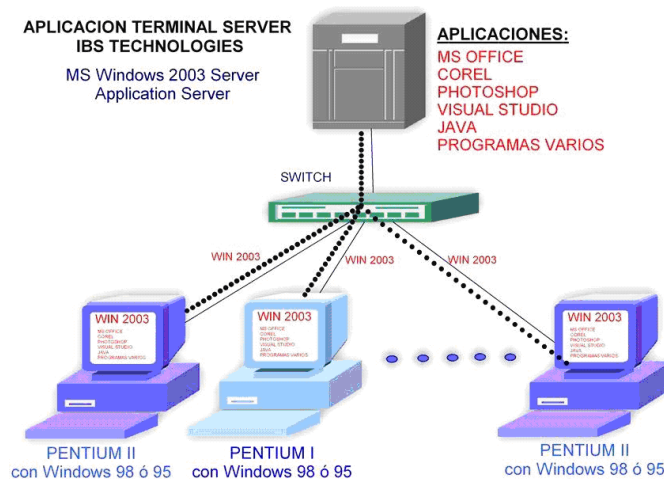 APLICACION TERMINAL SERVER
IBS TECHNOLOGIES
MS Windows 2003 Server
Application Server
APLICACIONES:
MS OFFICE
COREL
PHOTOSHOP
VISUAL STUDIO
JAVA
PROGRAMAS VARIOS
SWITCH
WIN 2003
WIN 2003
WIN 2003
WIN 2003
MS OFFICE
COREL
PHOTOSHOP
VISUAL STUDIO
JAVA
PROGRAMAS VARIOS
WIN 2003
MS OFFICE
COREL
PHOTOSHOP
VISUAL STUDIO
JAVA
PROGRAMAS VARIOS
WIN 2003
MS OFFICE
COREL
PHOTOSHOP
VISUAL STUDIO
JAVA
PROGRAMAS VARIOS
PENTIUM II
con Windows 98 ó 95
PENTIUM I
con Windows 98 ó 95
PENTIUM II
con Windows 98 ó 95